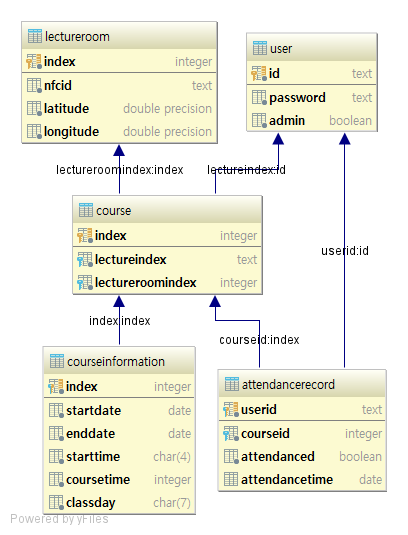 lectureroom
index integer
nfcid text
latitude double precision
longitude double precision
user
id text
password text
admin boolean
lectureroomindex:index
lectureindex:id
course
index integer
lectureindex text
lectureroomindex integer
userid:id
index:index
courseid:index
courseinformation
index integer
startdate date
enddate date
starttime char(4)
coursetime integer
classday char(7)
attendancerecord
userid text
courseid integer
attendanced boolean
attendancetime date
Powered by yFiles